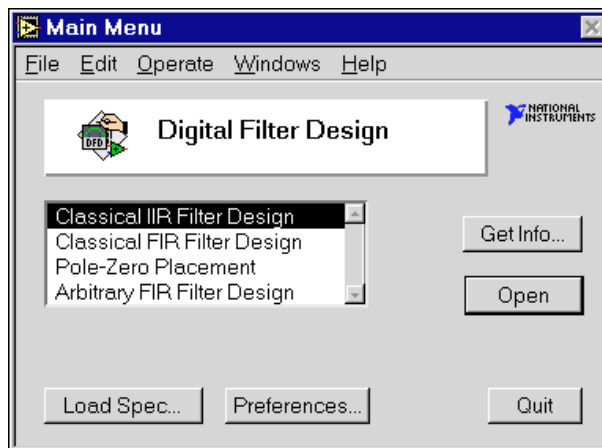 Main Menu
File Edit Operate Windows Help
DFD
Digital Filter Design
NATIONAL
INSTRUMENTS
Classical IIR Filter Design
Classical FIR Filter Design
Pole-Zero Placement
Arbitrary FIR Filter Design
Get Info...
Open
Load Spec...
Preferences...
Quit